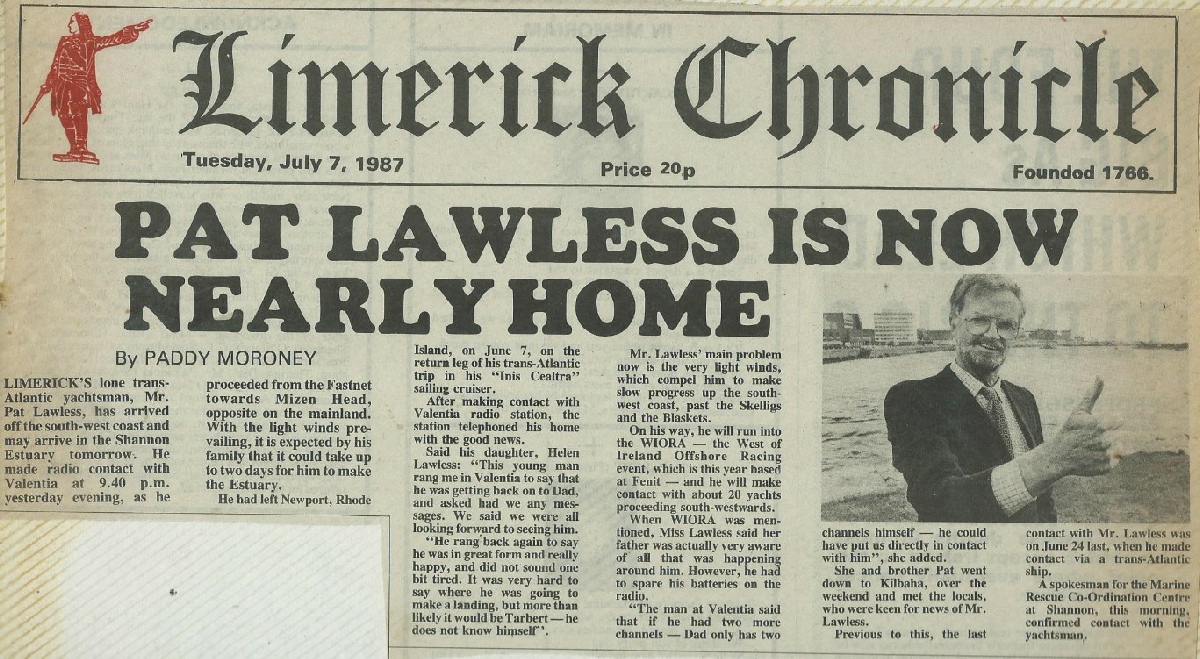 Limerick Chronicle
Tuesday, July 7, 1987
Price 20p
Founded 1766.
PAT LAWLESS IS NOW
NEARLY HOME
By PADDY MORONEY
LIMERICK'S lone trans-
Atlantic yachtsman, Mr.
Pat Lawless, has arrived
off the south-west coast and
may arrive in the Shannon
Estuary tomorrow. He
made radio contact with
Valentia at 9.40 p.m.
yesterday evening, as he
proceeded from the Fastnet
towards Mizen Head,
opposite on the mainland.
With the light winds pre-
vailing, it is expected by his
family that it could take up
to two days for him to make
the Estuary.
He had left Newport, Rhode
Island, on June 7, on the
return leg of his trans-Atlantic
trip in his "Inis Cealtra"
sailing cruiser.
After making contact with
Valentia radio station, the
station telephoned his home
with the good news.
Said his daughter, Helen
Lawless: "This young man
rang me in Valentia to say that
he was getting back on to Dad,
and asked had we any mes-
sages. We said we were all
looking forward to seeing him.
"He rang back again to say
he was in great form and really
happy, and did not sound one
bit tired. It was very hard to
say where he was going to
make a landing, but more than
likely it would be Tarbert — he
does not know himself".
Mr. Lawless' main problem
now is the very light winds,
which compel him to make
slow progress up the south-
west coast, past the Skelligs
and the Blaskets.
On his way, he will run into
the WIORA — the West of
Ireland Offshore Racing
event, which is this year based
at Fenit — and he will make
contact with about 20 yachts
proceeding south-westwards.
When WIORA was men-
tioned, Miss Lawless said her
father was actually very aware
of all that was happening
around him. However, he had
to spare his batteries on the
radio.
"The man at Valentia said
that if he had two more
channels — Dad only has two
channels himself — he could
have put us directly in contact
with him", she added.
She and brother Pat went
down to Kilbaha, over the
weekend and met the locals,
who were keen for news of Mr.
Lawless.
Previous to this, the last
contact with Mr. Lawless was
on June 24 last, when he made
contact via a trans-Atlantic
ship.
A spokesman for the Marine
Rescue Co-Ordination Centre
at Shannon, this morning,
confirmed contact with the
yachtsman.